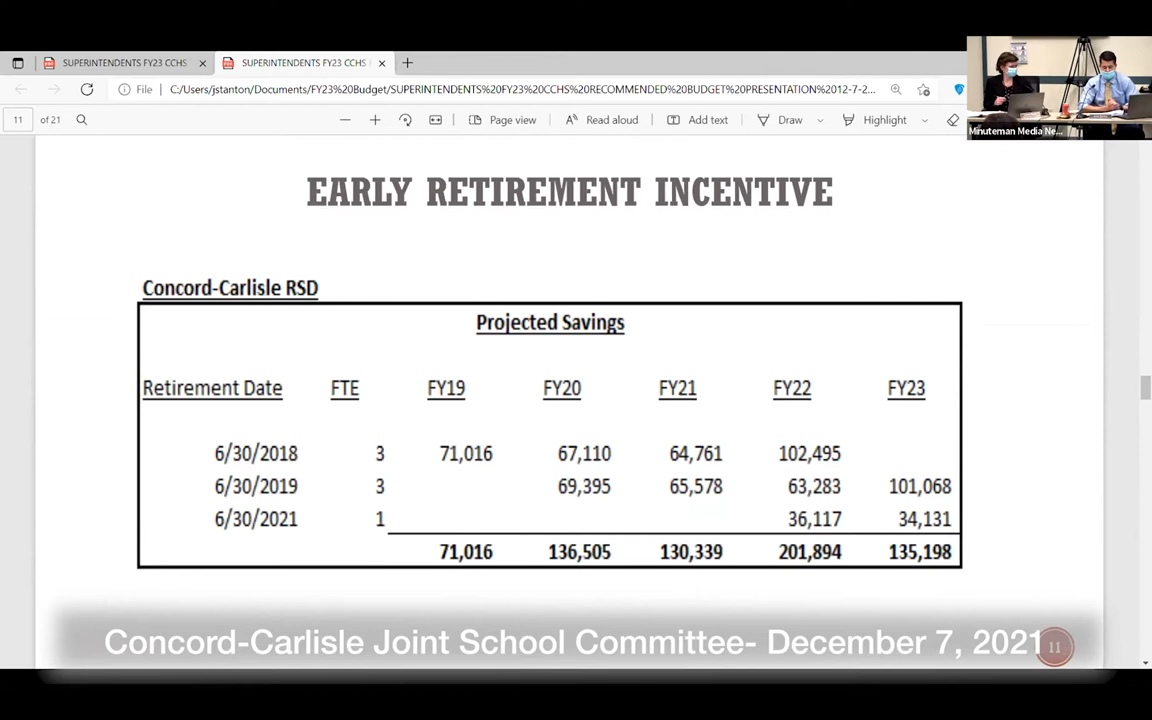 SUPERINTENDENTS FY23 CCHS
SUPERINTENDENTS FY23 CCHS
File
C:/Users/jstanton/Documents/FY23%20Budget/SUPERINTENDENTS%20FY23%20CCHS%20RECOMMENDED%20BUDGET%20PRESENTATION%2012-7-2...
11 of 21
Page view
Read aloud
Add text
Draw
Highlight
Minuteman Media Ne...
EARLY RETIREMENT INCENTIVE
Concord-Carlisle RSD
Projected Savings
Retirement Date FTE FY19 FY20 FY21 FY22 FY23
6/30/2018 3 71,016 67,110 64,761 102,495
6/30/2019 3 69,395 65,578 63,283 101,068
6/30/2021 1 36,117 34,131
71,016 136,505 130,339 201,894 135,198
Concord-Carlisle Joint School Committee- December 7, 2021
11